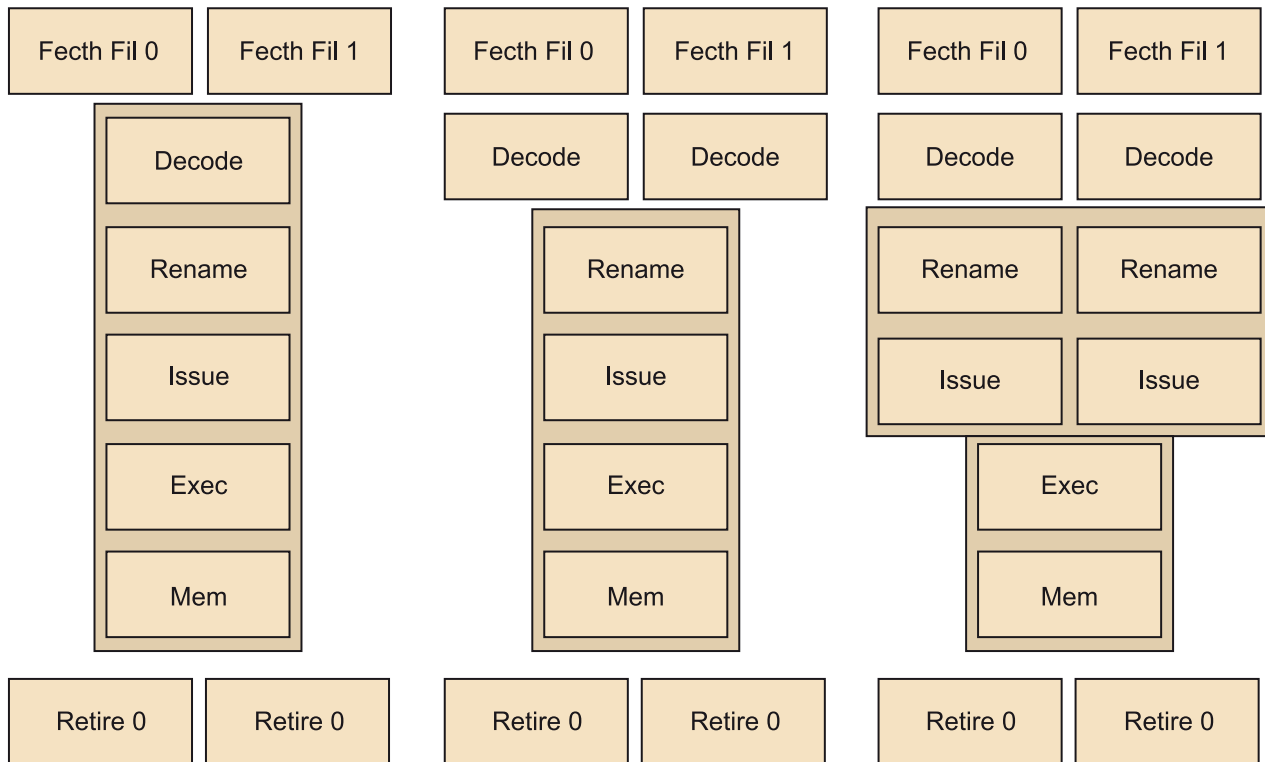 Fecth Fil 0 Fecth Fil 1
Decode
Rename
Issue
Exec
Mem
Retire 0 Retire 0
Fecth Fil 0 Fecth Fil 1
Decode Decode
Rename
Issue
Exec
Mem
Retire 0 Retire 0
Fecth Fil 0 Fecth Fil 1
Decode Decode
Rename Rename
Issue Issue
Exec
Mem
Retire 0 Retire 0